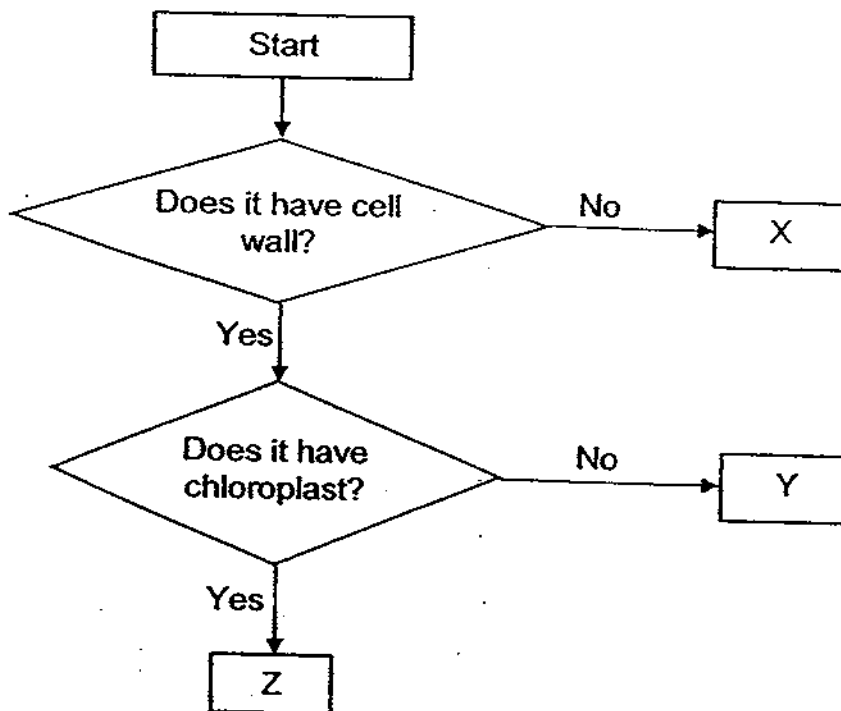 Start
Does it have cell
wall?
No
X
Yes
Does it have
chloroplast?
No
Y
Yes
Z